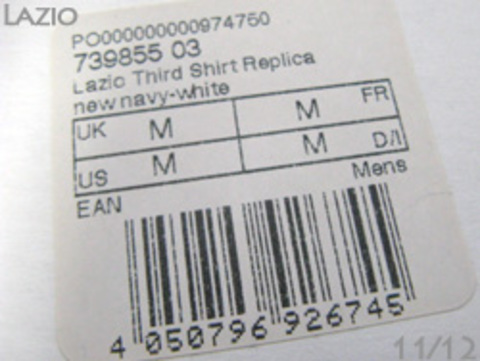 LAZIO
PO000000000974750
739855 03
Lazio Third Shirt Replica
new navy-white
UK M M FR
US M M D/I
EAN Mens
4 050796 926745
11/12